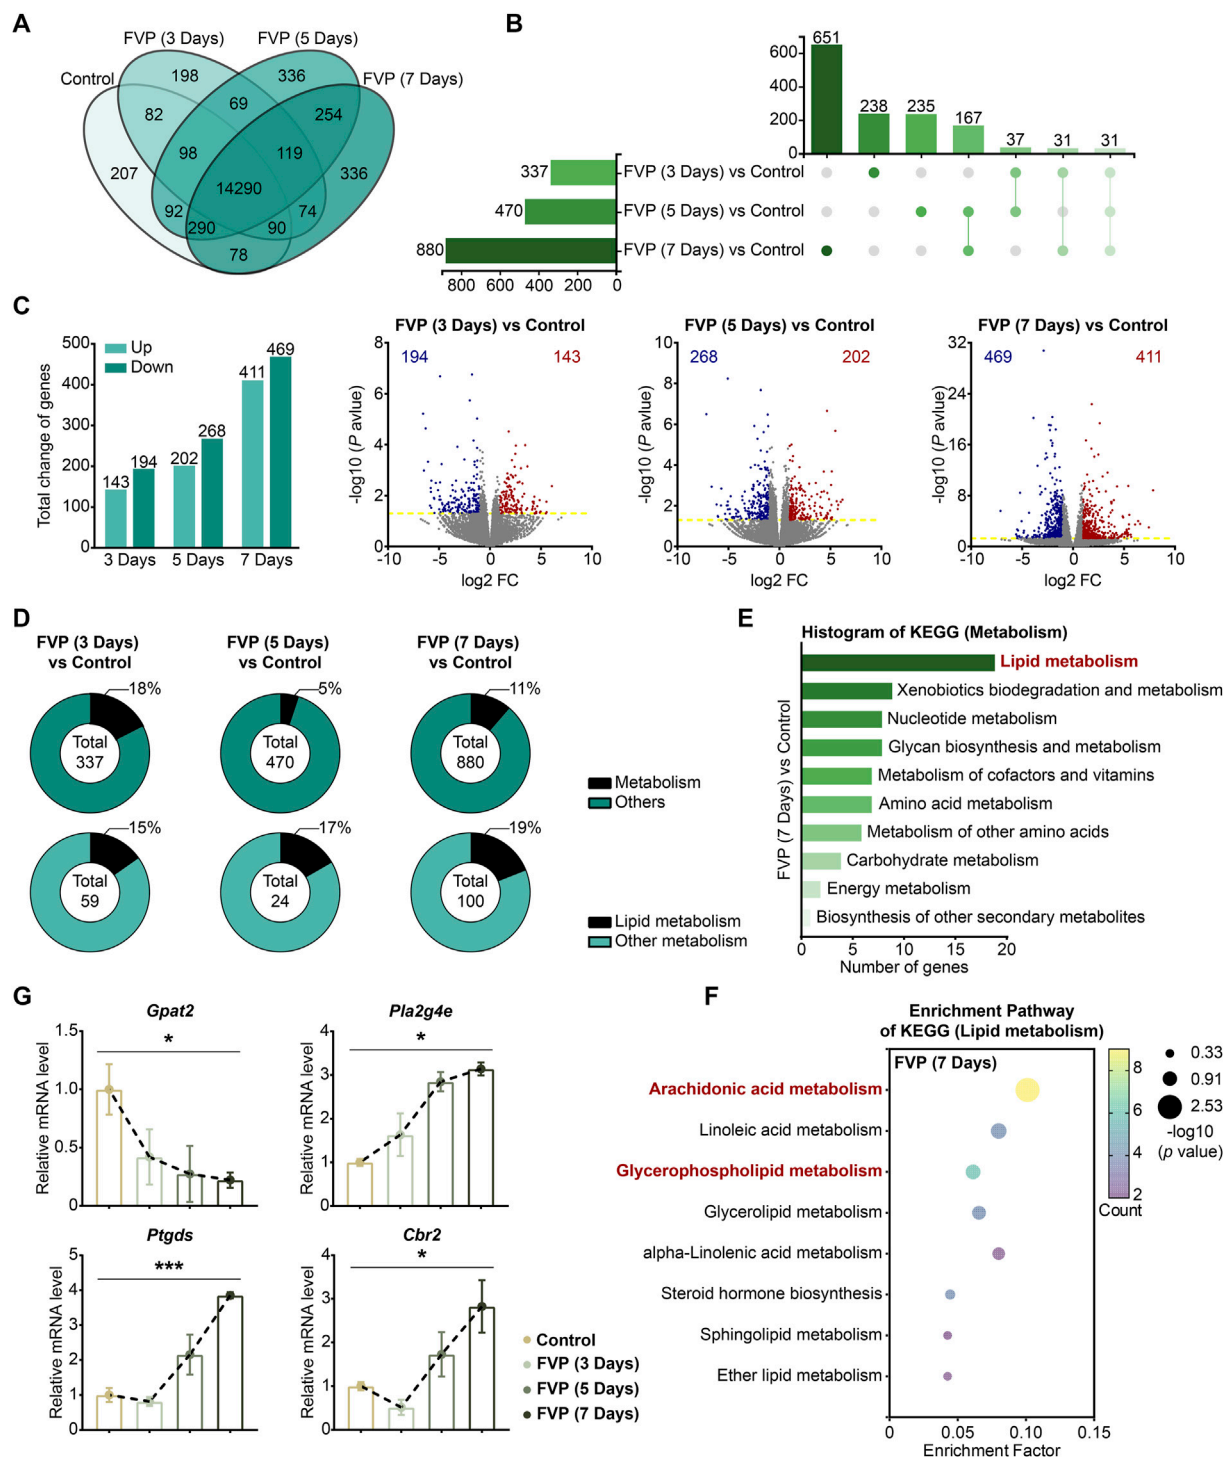 A
FVP (3 Days)
FVP (5 Days)
Control
FVP (7 Days)
198
336
82
69
254
98
119
207
336
14290
92
74
290
90
78
B
600
400
200
0
651
238
235
167
37
31
31
337
FVP (3 Days) vs Control
470
FVP (5 Days) vs Control
880
FVP (7 Days) vs Control
800
600
400
200
0
C
Total change of genes
500
400
300
200
100
0
Up
Down
143
194
202
268
411
469
3 Days
5 Days
7 Days
FVP (3 Days) vs Control
194
143
-log10 (P avlue)
8
6
4
2
0
-10
-5
0
5
10
log2 FC
FVP (5 Days) vs Control
268
202
-log10 (P avlue)
10
8
6
4
2
0
-10
-5
0
5
10
log2 FC
FVP (7 Days) vs Control
469
411
-log10 (P avlue)
32
24
16
8
0
-10
-5
0
5
10
log2 FC
D
FVP (3 Days)
vs Control
FVP (5 Days)
vs Control
FVP (7 Days)
vs Control
18%
5%
11%
Total
337
Total
470
Total
880
Metabolism
Others
15%
17%
19%
Total
59
Total
24
Total
100
Lipid metabolism
Other metabolism
E
Histogram of KEGG (Metabolism)
FVP (7 Days) vs Control
Lipid metabolism
Xenobiotics biodegradation and metabolism
Nucleotide metabolism
Glycan biosynthesis and metabolism
Metabolism of cofactors and vitamins
Amino acid metabolism
Metabolism of other amino acids
Carbohydrate metabolism
Energy metabolism
Biosynthesis of other secondary metabolites
0
5
10
15
20
Number of genes
G
Gpat2
Relative mRNA level
1.5
1.0
0.5
0
*
Pla2g4e
Relative mRNA level
4
3
2
1
0
*
Ptgds
Relative mRNA level
5
4
3
2
1
0
***
Cbr2
Relative mRNA level
4
3
2
1
0
*
Control
FVP (3 Days)
FVP (5 Days)
FVP (7 Days)
F
Enrichment Pathway
of KEGG (Lipid metabolism)
FVP (7 Days)
Arachidonic acid metabolism
Linoleic acid metabolism
Glycerophospholipid metabolism
Glycerolipid metabolism
alpha-Linolenic acid metabolism
Steroid hormone biosynthesis
Sphingolipid metabolism
Ether lipid metabolism
0
0.05
0.10
0.15
Enrichment Factor
8
6
4
2
Count
0.33
0.91
2.53
-log10
(p value)